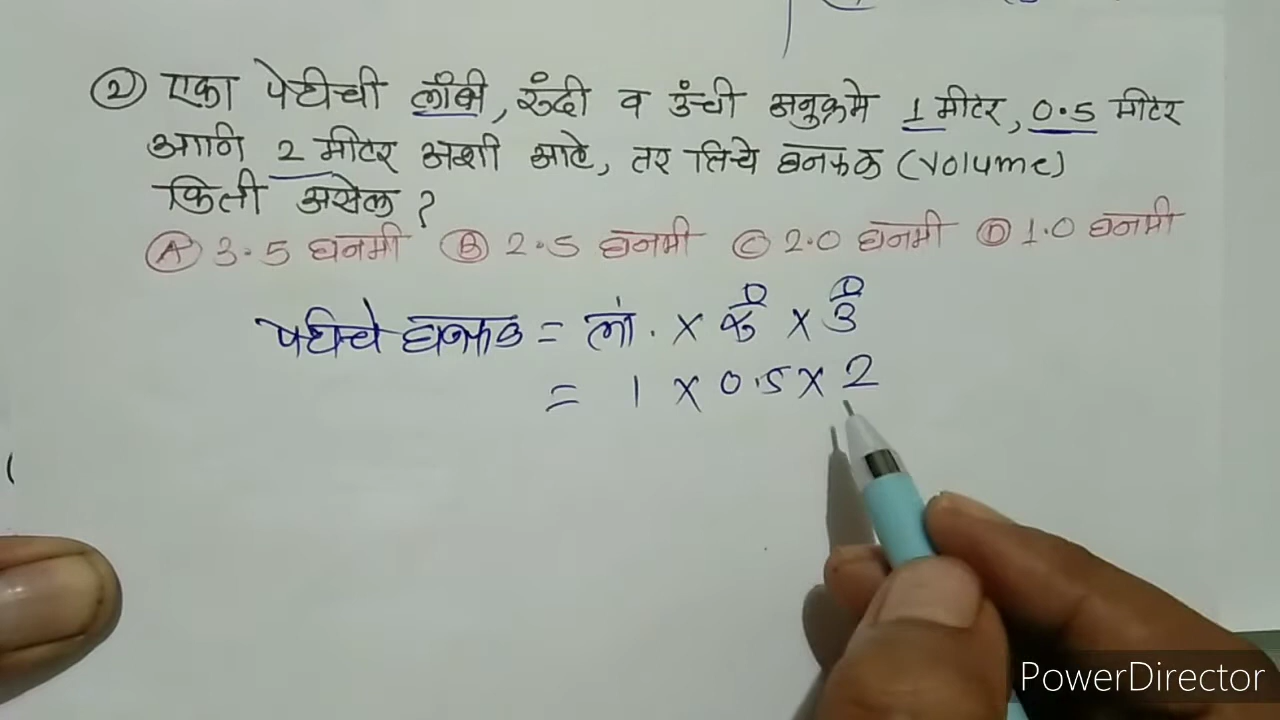 ② एका पेटीची लांबी, रुंदी व उंची अनुक्रमे 1 मीटर, 0.5 मीटर
आणि 2 मीटर अशी आहे, तर तिचे घनफळ (Volume)
किती असेल ?
Ⓐ 3.5 घनमी Ⓑ 2.5 घनमी Ⓒ 2.0 घनमी Ⓓ 1.0 घनमी
पेटीचे घनफळ = लां. × रुं × उं
= 1 × 0.5 × 2
PowerDirector